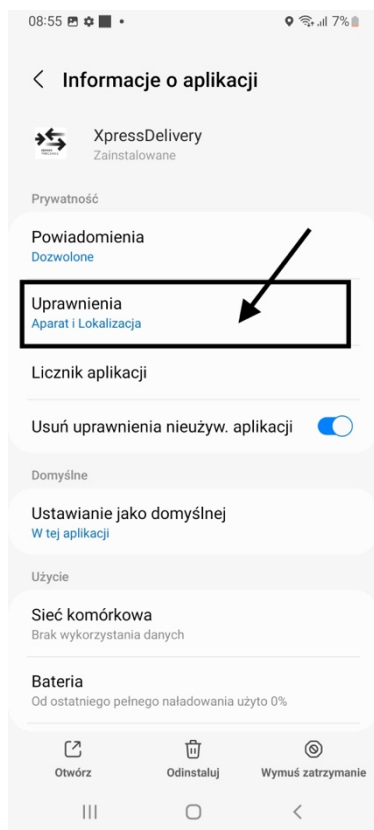 08:55
7%
Informacje o aplikacji
XpressDelivery
Zainstalowane
Prywatność
Powiadomienia
Dozwolone
Uprawnienia
Aparat i Lokalizacja
Licznik aplikacji
Usuń uprawnienia nieużyw. aplikacji
Domyślne
Ustawianie jako domyślnej
W tej aplikacji
Użycie
Sieć komórkowa
Brak wykorzystania danych
Bateria
Od ostatniego pełnego naładowania użyto 0%
Otwórz
Odinstaluj
Wymuś zatrzymanie